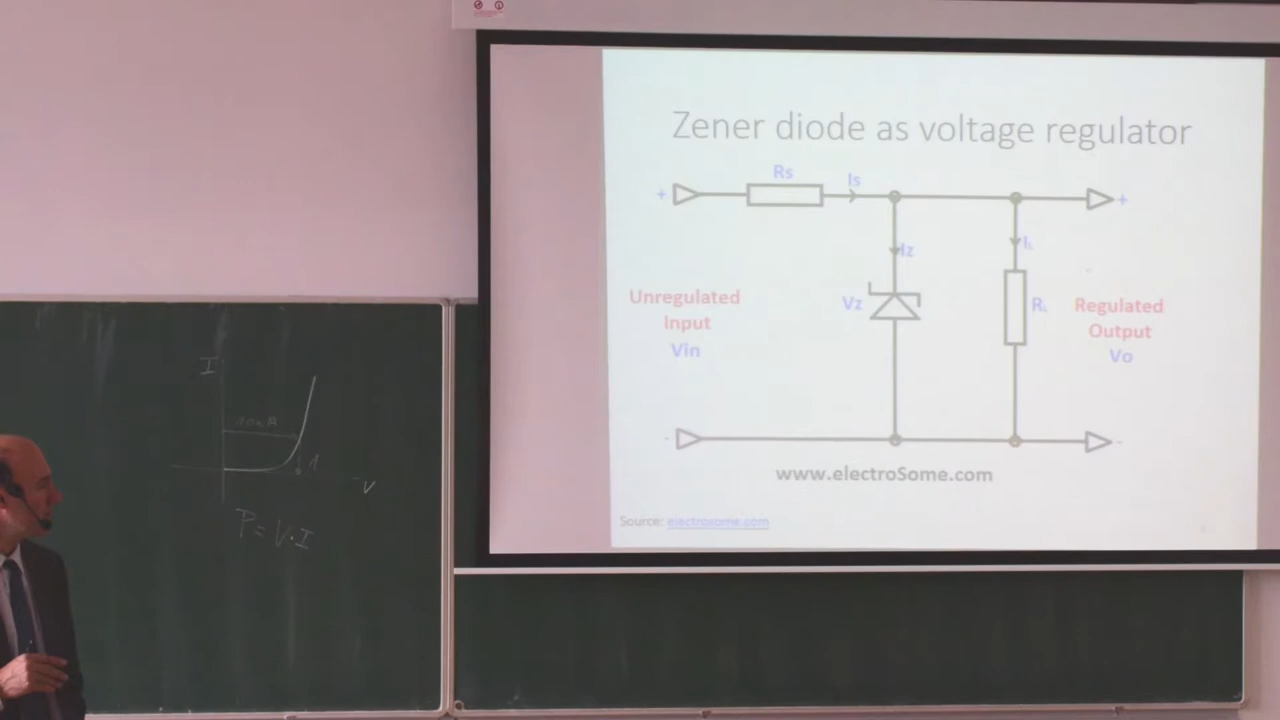 Zener diode as voltage regulator
Rs
Is
+
+
Iz
IL
Unregulated
Input
Vin
Vz
RL
Regulated
Output
Vo
-
-
www.electroSome.com
Source: electrosome.com
I
V
P = V·I